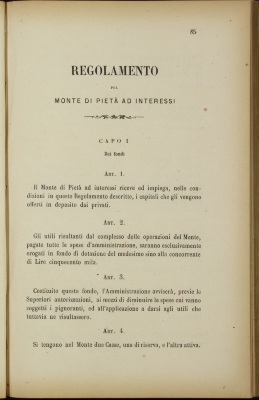 85
REGOLAMENTO
PEL
MONTE DI PIETÀ AD INTERESSI
CAPO I
Dei fondi
ART. 1.
Il Monte di Pietà ad interessi riceve ed impiega, nelle con-
dizioni in questo Regolamento descritte, i capitali che gli vengono
offerti in deposito dai privati.
ART. 2.
Gli utili risultanti dal complesso delle operazioni del Monte,
pagate tutte le spese d'amministrazione, saranno esclusivamente
erogati in fondo di dotazione del medesimo sino alla concorrente
di Lire cinquecento mila.
ART. 3.
Costituito questo fondo, l'Amministrazione avviserà, previe le
Superiori autorizzazioni, ai mezzi di diminuire le spese cui vanno
soggetti i pignoranti, ed all'applicazione a darsi agli utili che
tuttavia ne risultassero.
ART. 4.
Si tengono nel Monte due Casse, una di riserva, e l'altra attiva.